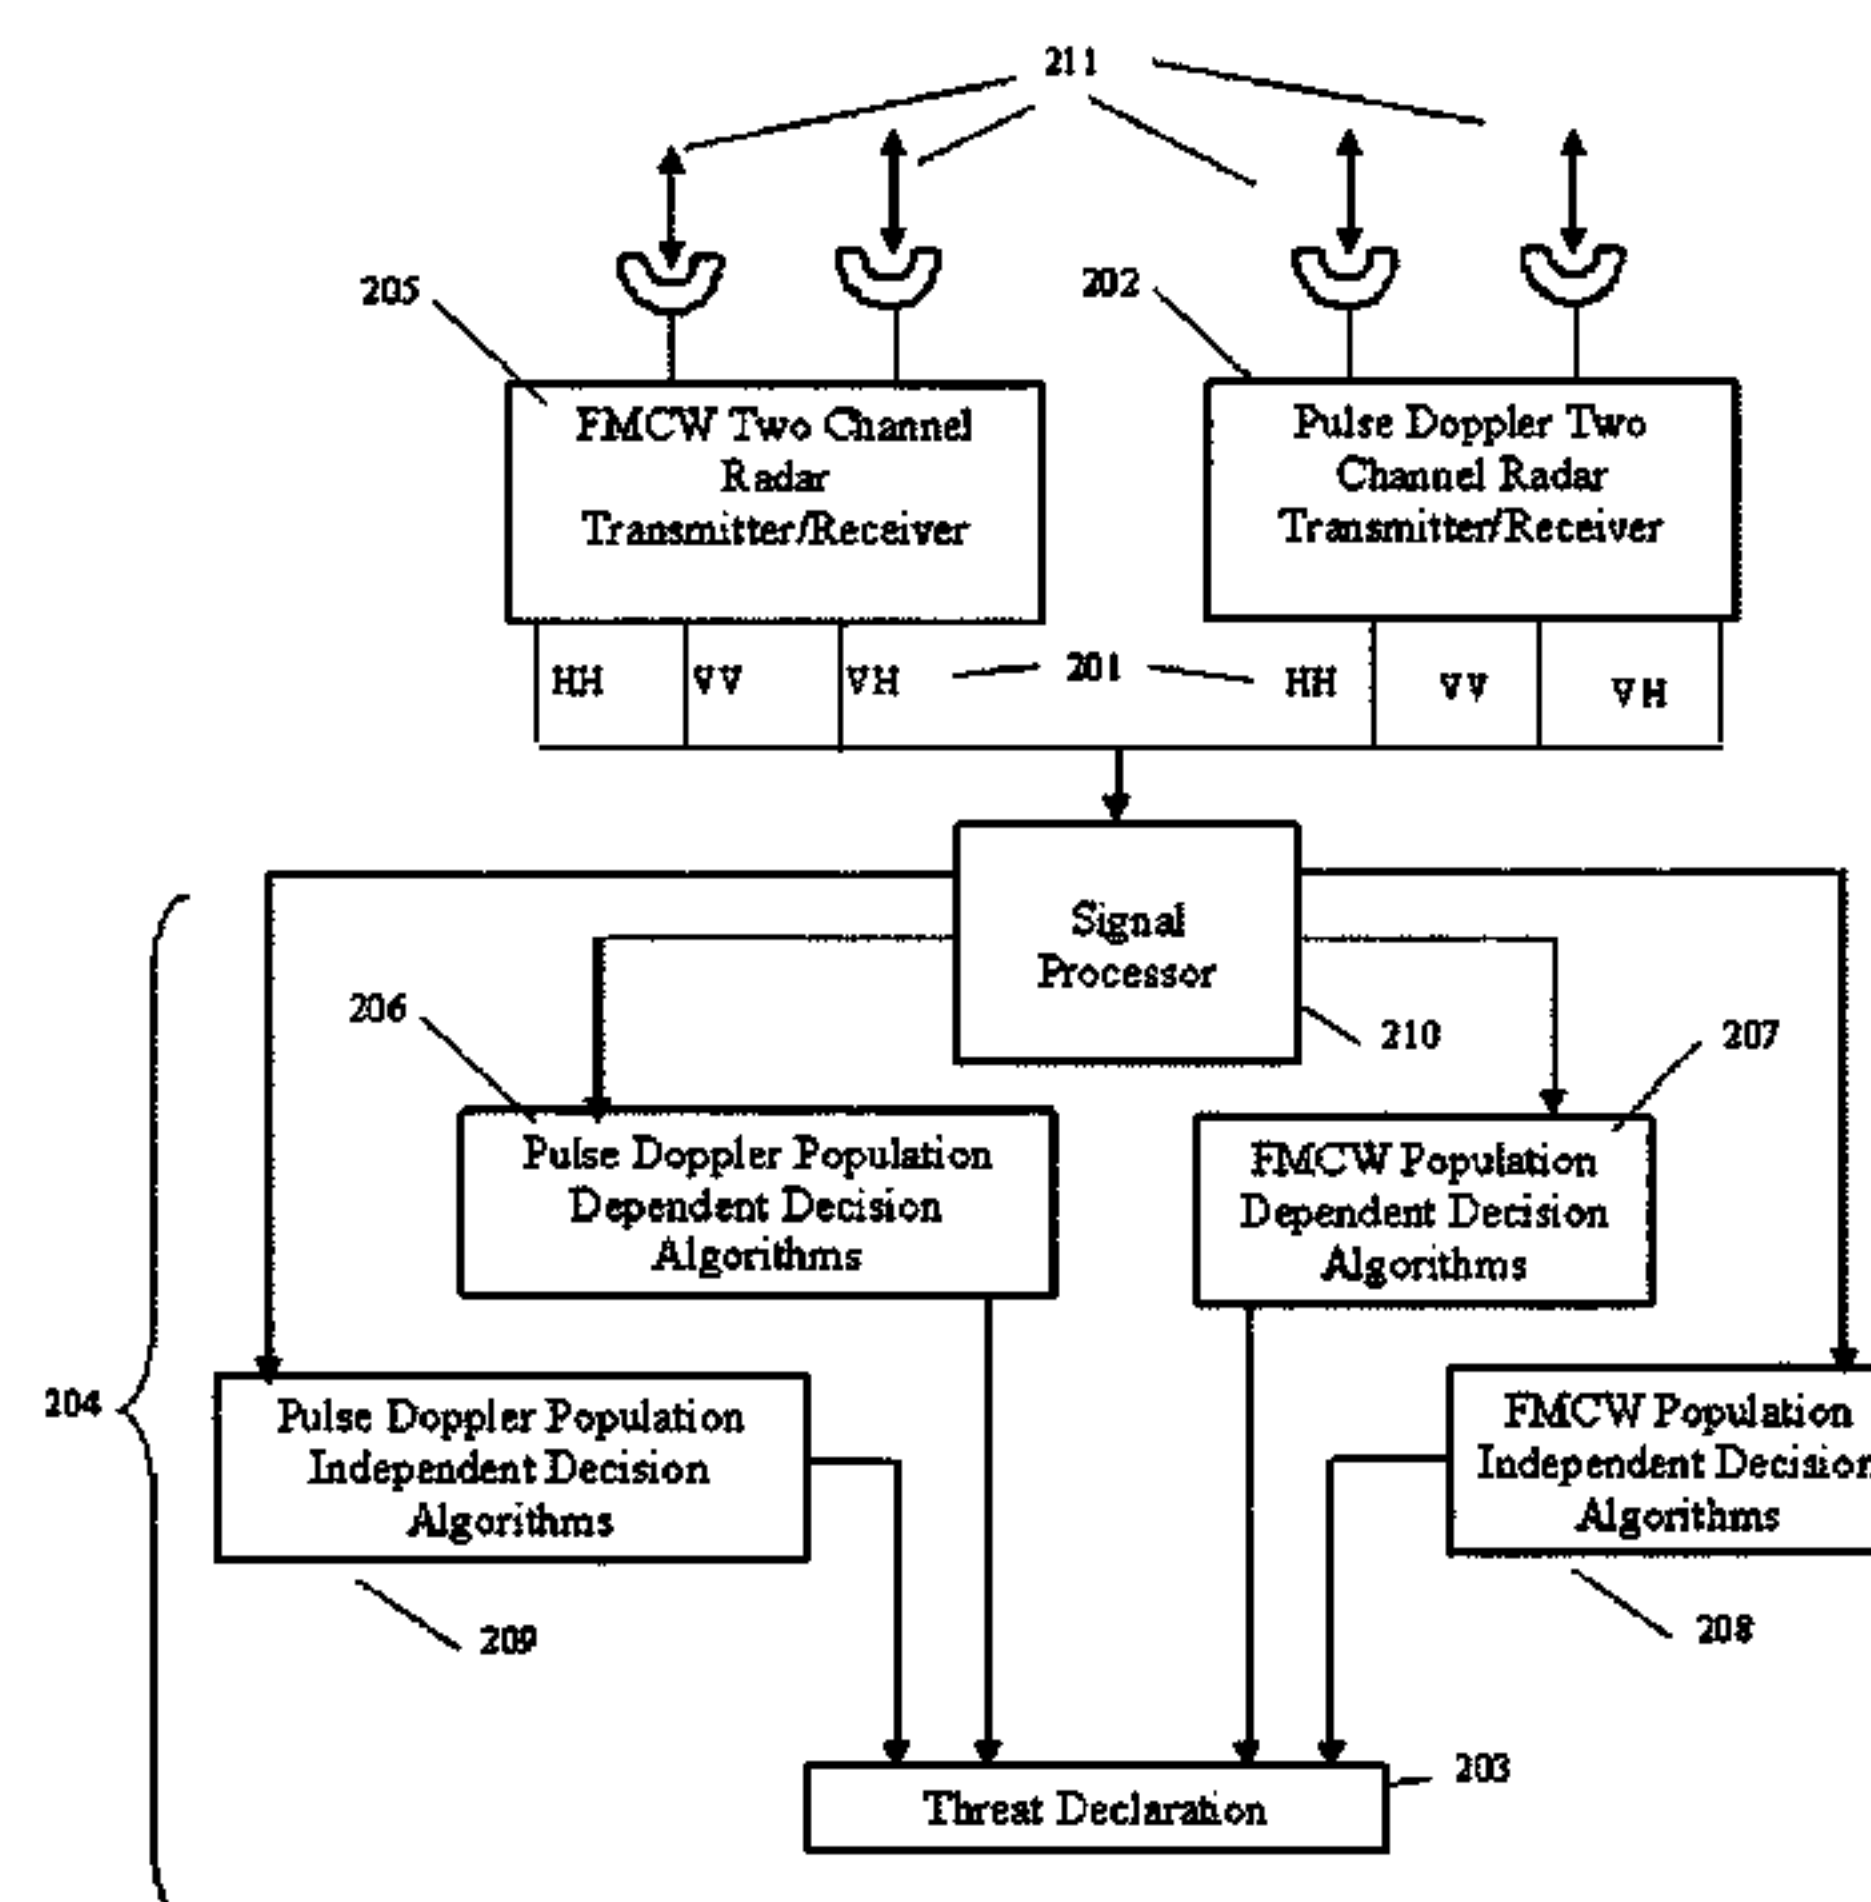 211
205
202
FMCW Two Channel
Radar
Transmitter/Receiver
Pulse Doppler Two
Channel Radar
Transmitter/Receiver
HH VV VH 201 HH VV VH
Signal
Processor
206
210
207
Pulse Doppler Population
Dependent Decision
Algorithms
FMCW Population
Dependent Decision
Algorithms
204
Pulse Doppler Population
Independent Decision
Algorithms
FMCW Population
Independent Decision
Algorithms
209
208
203
Threat Declaration